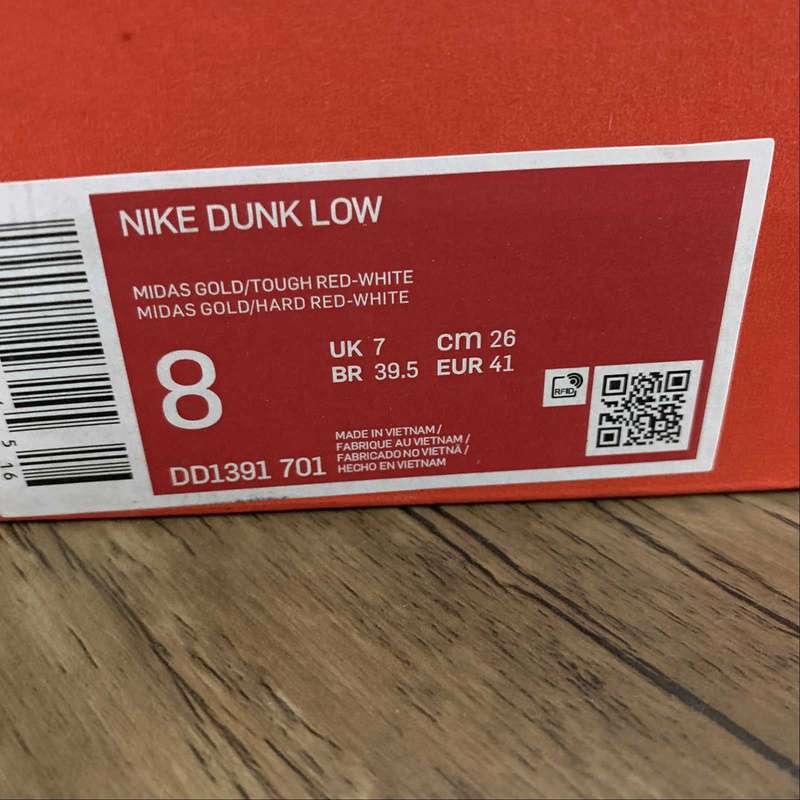 NIKE DUNK LOW
MIDAS GOLD/TOUGH RED-WHITE
MIDAS GOLD/HARD RED-WHITE
8
UK 7 cm 26
BR 39.5 EUR 41
RFID
DD1391 701
MADE IN VIETNAM /
FABRIQUE AU VIETNAM /
FABRICADO NO VIETNÃ /
HECHO EN VIETNAM
5 16